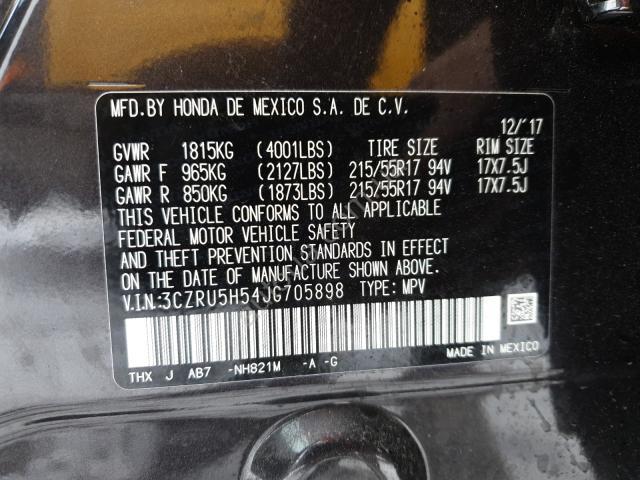 MFD.BY HONDA DE MEXICO S.A. DE C.V.
12/'17
GVWR 1815KG (4001LBS) TIRE SIZE RIM SIZE
GAWR F 965KG (2127LBS) 215/55R17 94V 17X7.5J
GAWR R 850KG (1873LBS) 215/55R17 94V 17X7.5J
THIS VEHICLE CONFORMS TO ALL APPLICABLE
FEDERAL MOTOR VEHICLE SAFETY
AND THEFT PREVENTION STANDARDS IN EFFECT
ON THE DATE OF MANUFACTURE SHOWN ABOVE.
V.I.N.:3CZRU5H54JG705898 TYPE: MPV
THX J AB7 -NH821M -A -G
MADE IN MEXICO